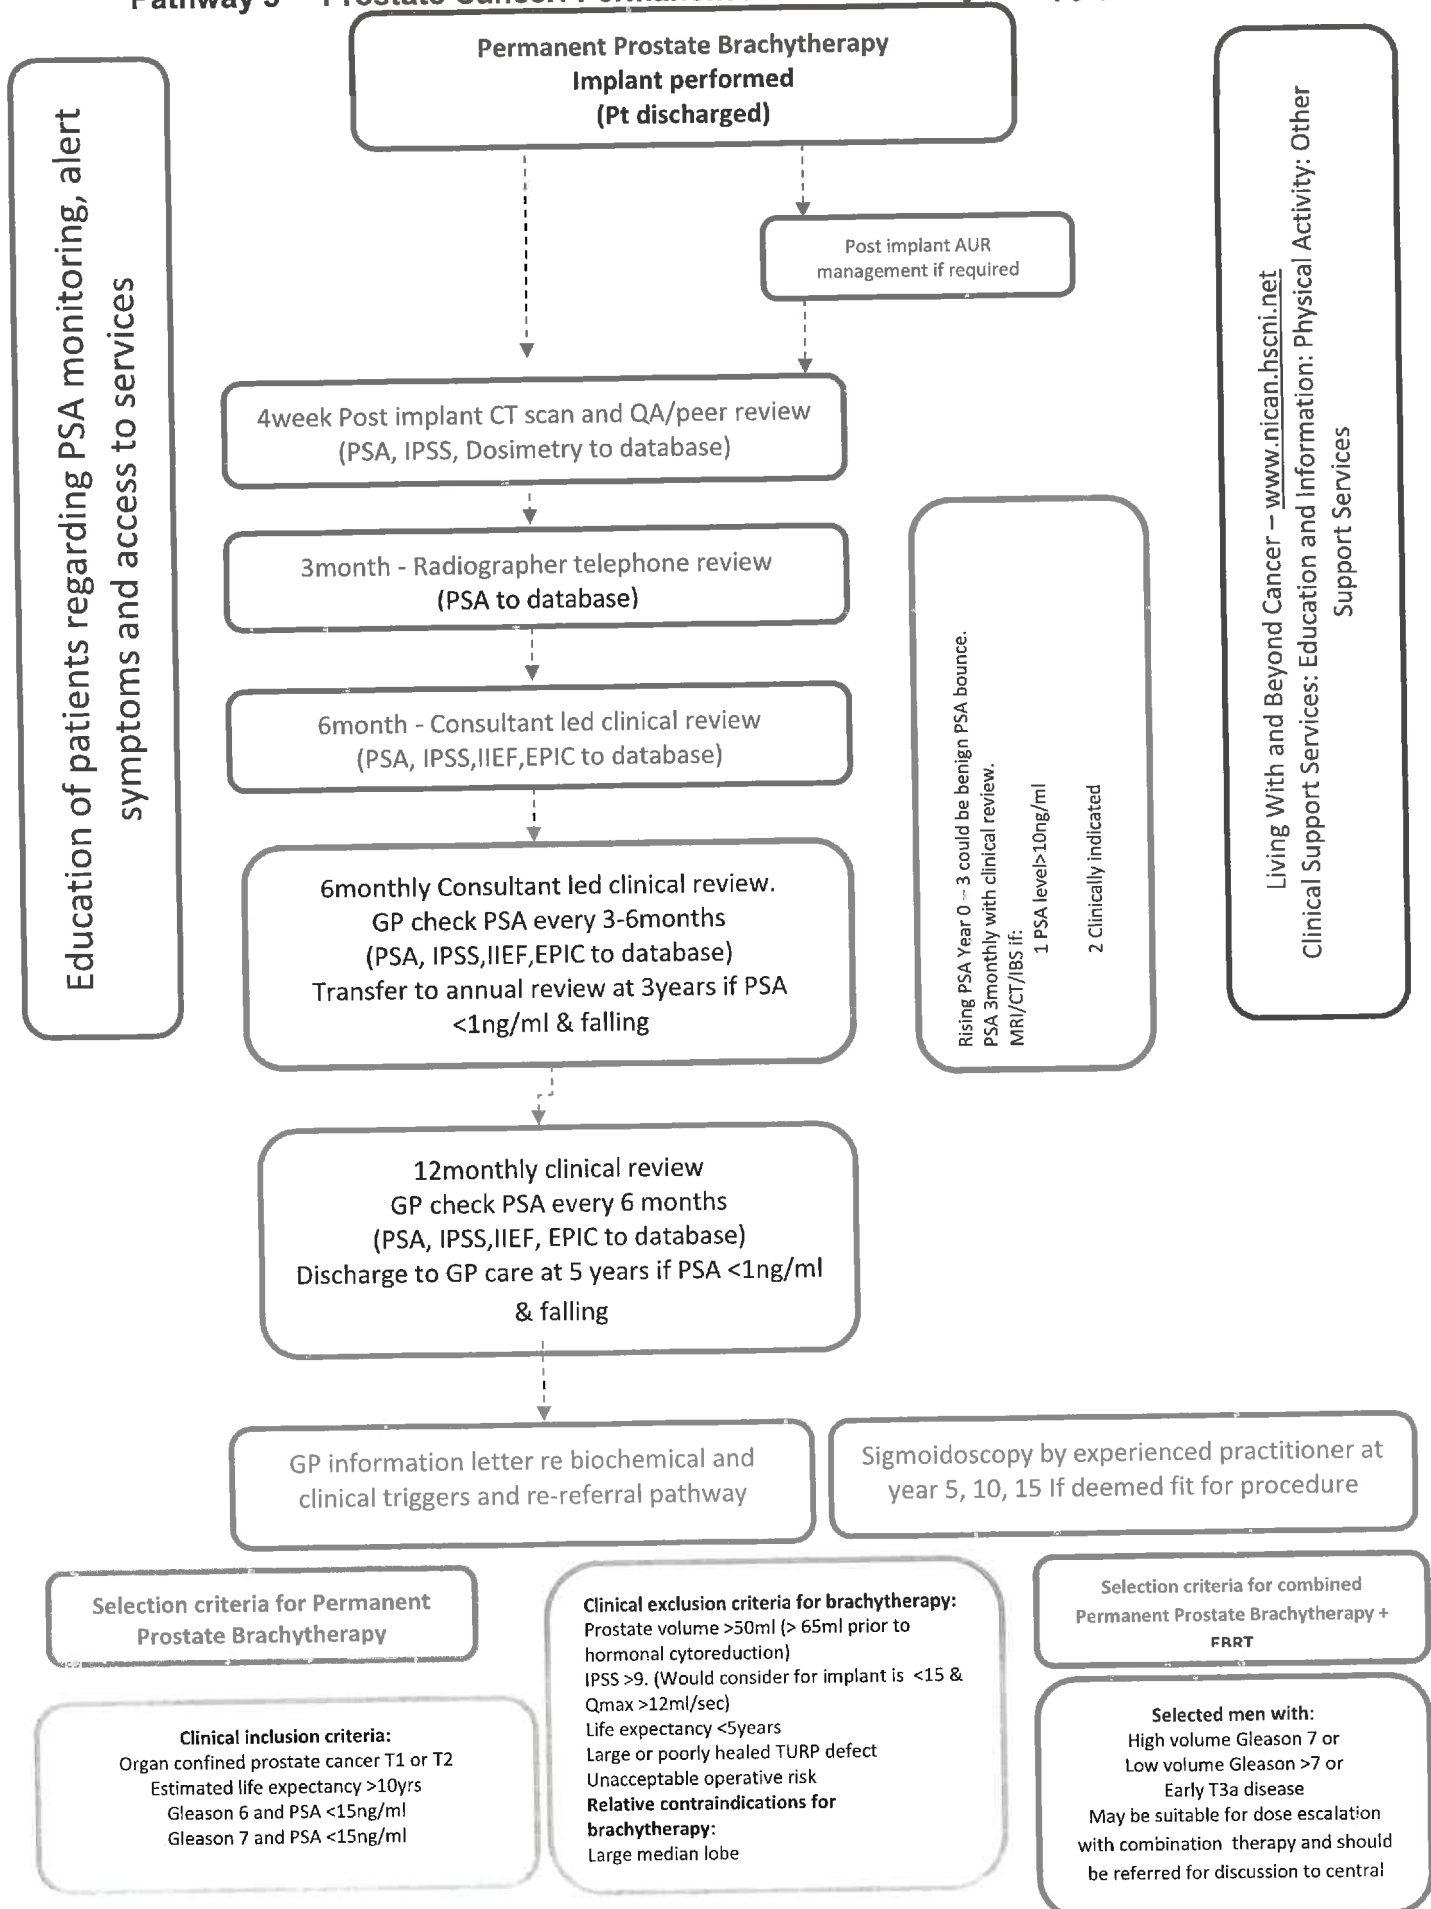 Permanent Prostate Brachytherapy
Implant performed
(Pt discharged)
Education of patients regarding PSA monitoring, alert
symptoms and access to services
Post implant AUR
management if required
Living With and Beyond Cancer – www.nican.hscni.net
Clinical Support Services: Education and Information: Physical Activity: Other
Support Services
4week Post implant CT scan and QA/peer review
(PSA, IPSS, Dosimetry to database)
3month - Radiographer telephone review
(PSA to database)
6month - Consultant led clinical review
(PSA, IPSS,IIEF,EPIC to database)
Rising PSA Year 0 – 3 could be benign PSA bounce.
PSA 3monthly with clinical review.
MRI/CT/IBS if:
1 PSA level>10ng/ml
2 Clinically indicated
6monthly Consultant led clinical review.
GP check PSA every 3-6months
(PSA, IPSS,IIEF,EPIC to database)
Transfer to annual review at 3years if PSA
<1ng/ml & falling
12monthly clinical review
GP check PSA every 6 months
(PSA, IPSS,IIEF, EPIC to database)
Discharge to GP care at 5 years if PSA <1ng/ml
& falling
GP information letter re biochemical and
clinical triggers and re-referral pathway
Sigmoidoscopy by experienced practitioner at
year 5, 10, 15 If deemed fit for procedure
Selection criteria for Permanent
Prostate Brachytherapy
Clinical inclusion criteria:
Organ confined prostate cancer T1 or T2
Estimated life expectancy >10yrs
Gleason 6 and PSA <15ng/ml
Gleason 7 and PSA <15ng/ml
Clinical exclusion criteria for brachytherapy:
Prostate volume >50ml (> 65ml prior to
hormonal cytoreduction)
IPSS >9. (Would consider for implant is <15 &
Qmax >12ml/sec)
Life expectancy <5years
Large or poorly healed TURP defect
Unacceptable operative risk
Relative contraindications for
brachytherapy:
Large median lobe
Selection criteria for combined
Permanent Prostate Brachytherapy +
Selected men with:
High volume Gleason 7 or
Low volume Gleason >7 or
Early T3a disease
May be suitable for dose escalation
with combination therapy and should
be referred for discussion to central